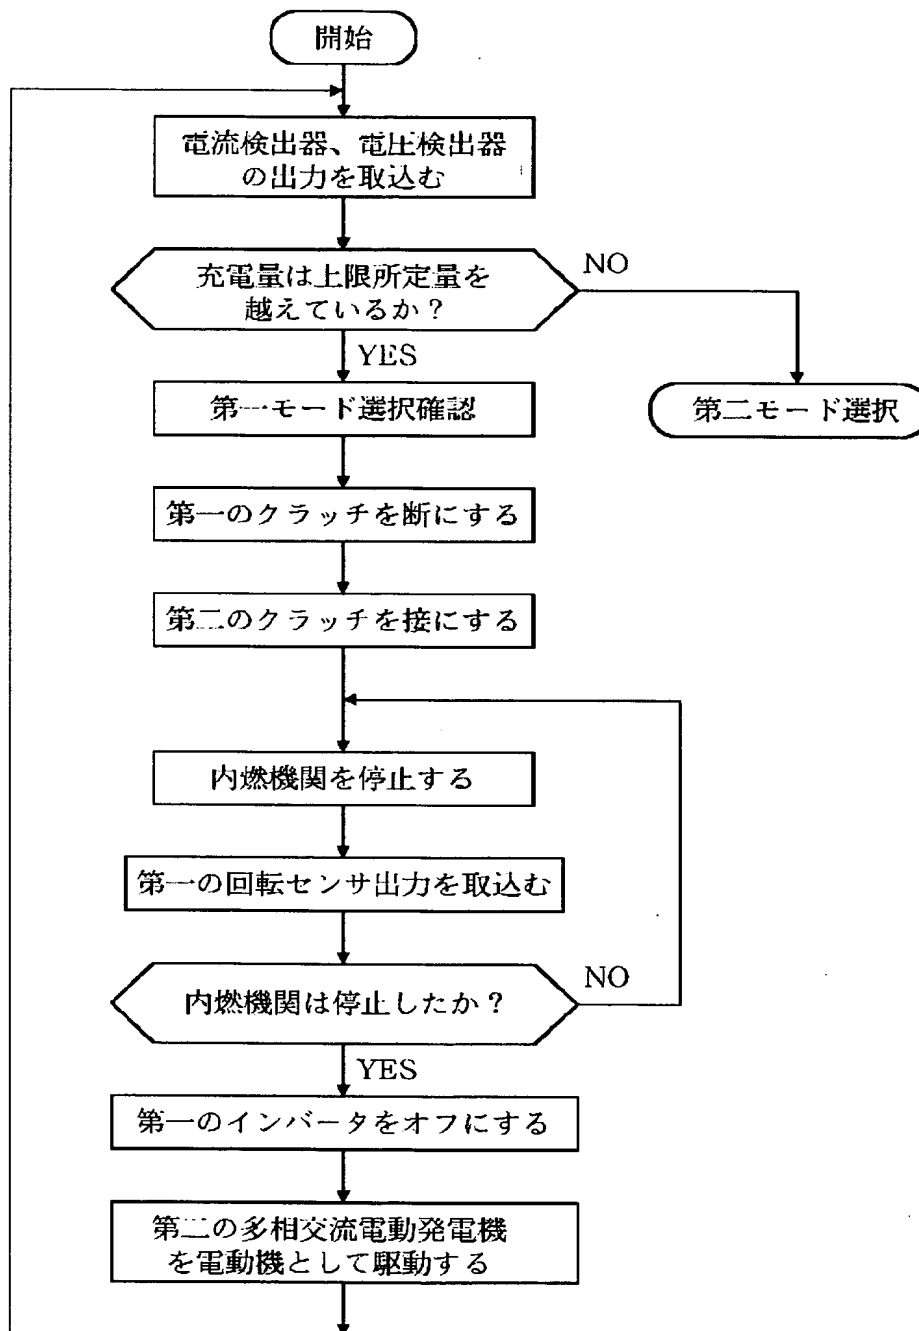 開始
電流検出器、電圧検出器
の出力を取込む
充電量は上限所定量を
越えているか？
NO
YES
第一モード選択確認
第二モード選択
第一のクラッチを断にする
第二のクラッチを接にする
内燃機関を停止する
第一の回転センサ出力を取込む
内燃機関は停止したか？
NO
YES
第一のインバータをオフにする
第二の多相交流電動発電機
を電動機として駆動する